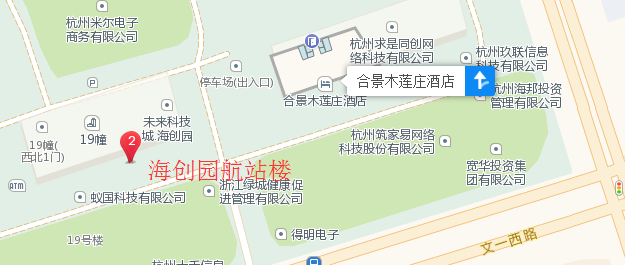 杭州米尔电子
商务有限公司
杭州求是同创网
络科技有限公司
杭州玖联信息
科技有限公司
P
停车场(出入口)
合景木莲庄酒店
合景木莲庄酒店
杭州海邦投资
管理有限公司
未来科技
城 海创园
19幢
19幢(
西北1门)
2
杭州筑家易网络
科技股份有限公司
宽华投资集
团有限公司
海创园航站楼
ATM
蚁国科技有限公司
浙江绿城健康促
进管理有限公司
19号楼
得明电子
文一西路